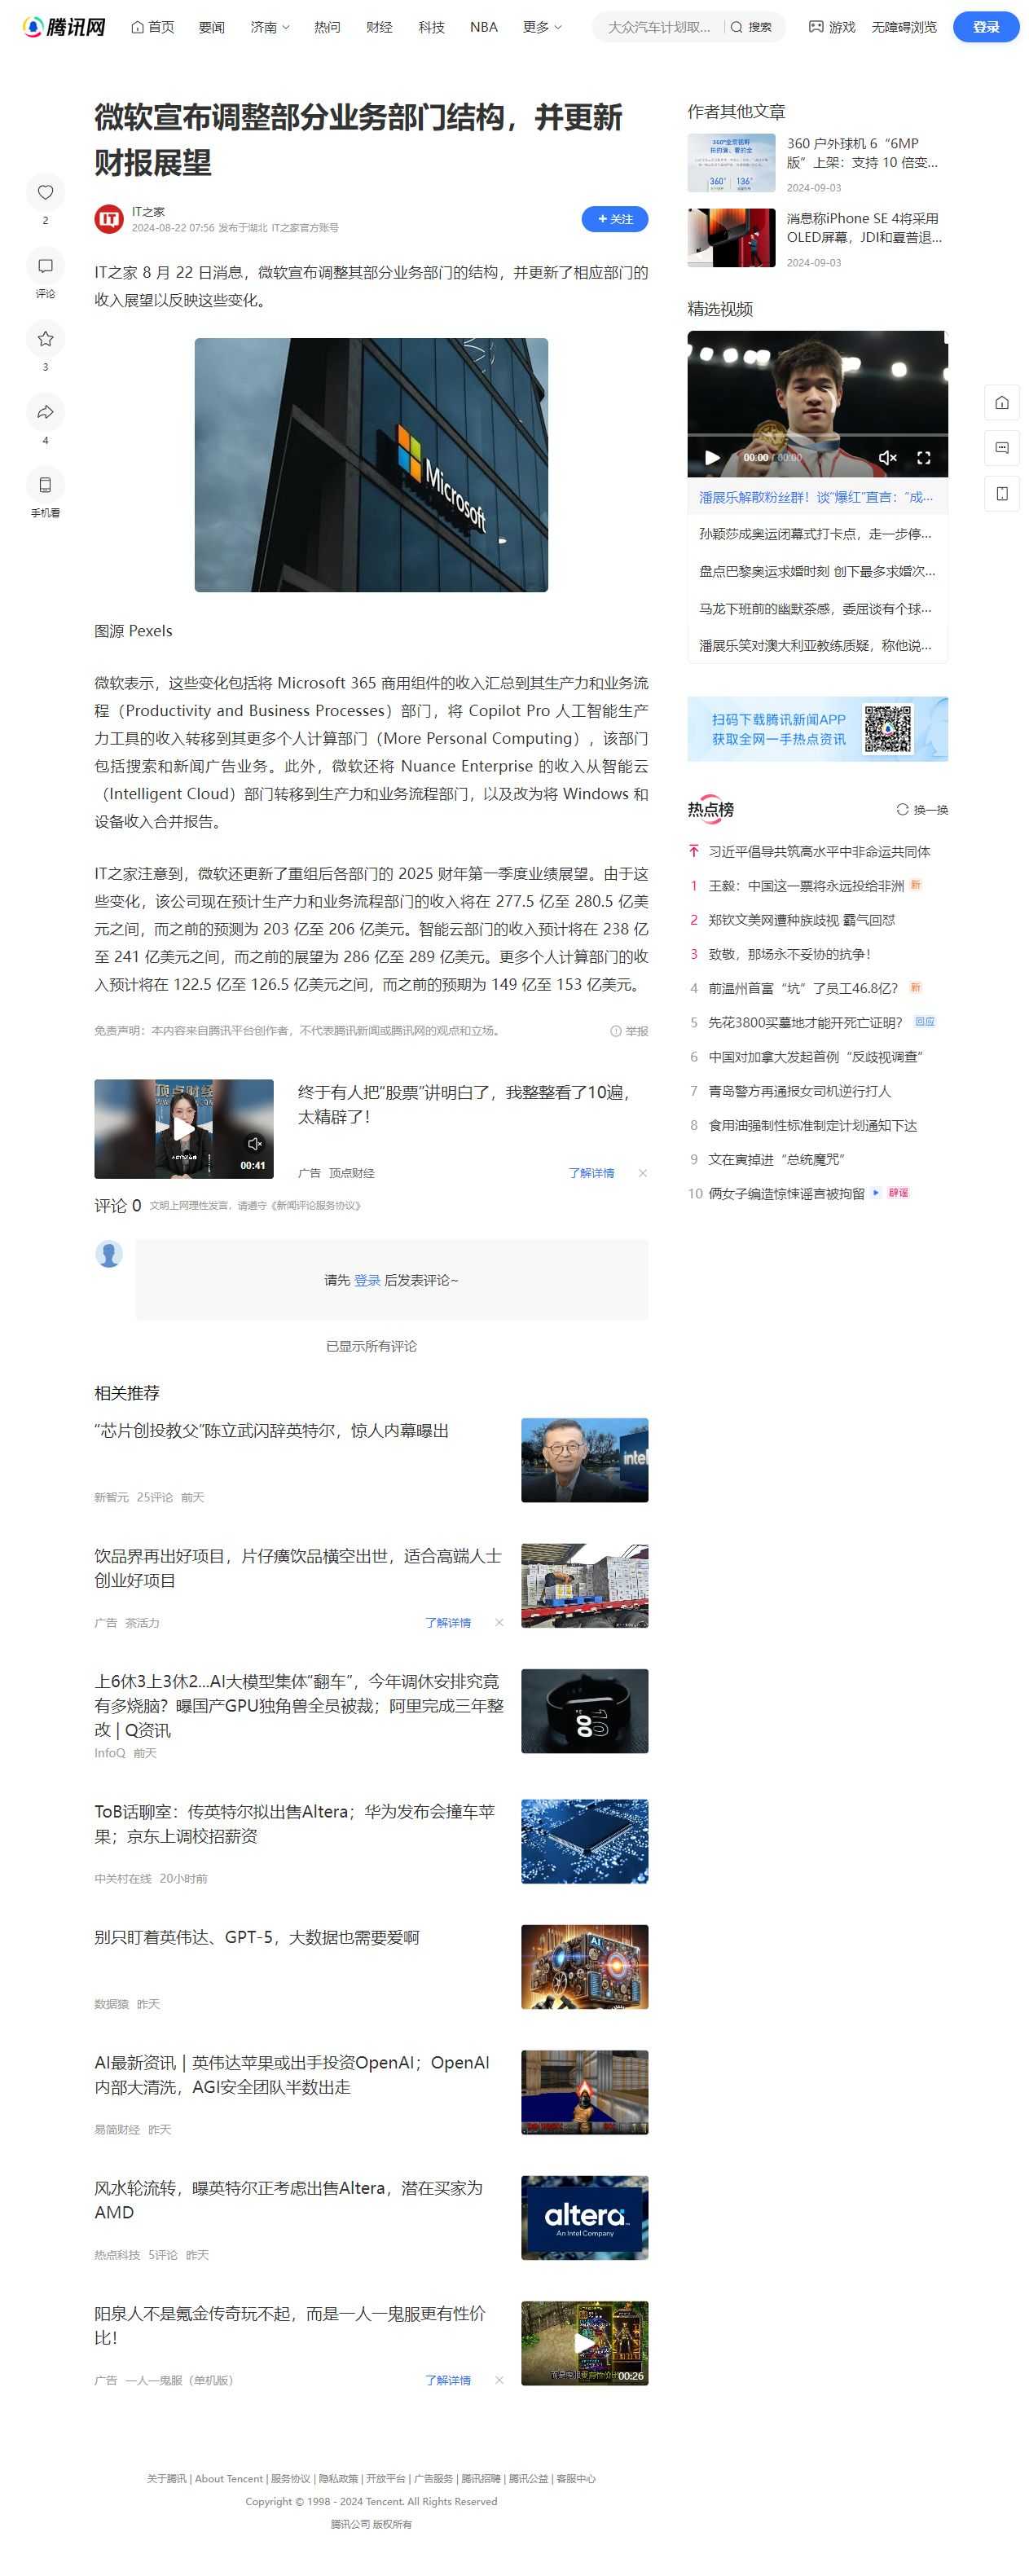 腾讯网
首页
要闻
济南
热问
财经
科技
NBA
更多
大众汽车计划取...
搜索
游戏
无障碍浏览
登录
微软宣布调整部分业务部门结构，并更新
财报展望
2
评论
3
4
手机看
IT之家
2024-08-22 07:56 发布于湖北 IT之家官方账号
+ 关注
IT之家 8 月 22 日消息，微软宣布调整其部分业务部门的结构，并更新了相应部门的
收入展望以反映这些变化。
Microsoft
图源 Pexels
微软表示，这些变化包括将 Microsoft 365 商用组件的收入汇总到其生产力和业务流
程（Productivity and Business Processes）部门，将 Copilot Pro 人工智能生产
力工具的收入转移到其更多个人计算部门（More Personal Computing），该部门
包括搜索和新闻广告业务。此外，微软还将 Nuance Enterprise 的收入从智能云
（Intelligent Cloud）部门转移到生产力和业务流程部门，以及改为将 Windows 和
设备收入合并报告。
IT之家注意到，微软还更新了重组后各部门的 2025 财年第一季度业绩展望。由于这
些变化，该公司现在预计生产力和业务流程部门的收入将在 277.5 亿至 280.5 亿美
元之间，而之前的预测为 203 亿至 206 亿美元。智能云部门的收入预计将在 238 亿
至 241 亿美元之间，而之前的展望为 286 亿至 289 亿美元。更多个人计算部门的收
入预计将在 122.5 亿至 126.5 亿美元之间，而之前的预期为 149 亿至 153 亿美元。
免责声明：本内容来自腾讯平台创作者，不代表腾讯新闻或腾讯网的观点和立场。
举报
00:41
终于有人把“股票”讲明白了，我整整看了10遍，
太精辟了！
广告 顶点财经
了解详情
评论 0 文明上网理性发言，请遵守《新闻评论服务协议》
请先 登录 后发表评论~
已显示所有评论
相关推荐
“芯片创投教父”陈立武闪辞英特尔，惊人内幕曝出
新智元 25评论 前天
intel
饮品界再出好项目，片仔癀饮品横空出世，适合高端人士
创业好项目
广告 茶活力
了解详情
上6休3上3休2...AI大模型集体“翻车”，今年调休安排究竟
有多烧脑？曝国产GPU独角兽全员被裁；阿里完成三年整
改 | Q资讯
InfoQ 前天
ToB话聊室：传英特尔拟出售Altera；华为发布会撞车苹
果；京东上调校招薪资
中关村在线 20小时前
别只盯着英伟达、GPT-5，大数据也需要爱啊
数据猿 昨天
AI
AI最新资讯 | 英伟达苹果或出手投资OpenAI；OpenAI
内部大清洗，AGI安全团队半数出走
易简财经 昨天
风水轮流转，曝英特尔正考虑出售Altera，潜在买家为
AMD
热点科技 5评论 昨天
altera
An Intel Company
阳泉人不是氪金传奇玩不起，而是一人一鬼服更有性价
比！
广告 一人一鬼服（单机版）
了解详情
00:26
作者其他文章
360°
136°
360 户外球机 6“6MP
版”上架：支持 10 倍变...
2024-09-03
消息称iPhone SE 4将采用
OLED屏幕，JDI和夏普退...
2024-09-03
精选视频
00:00 / 00:00
潘展乐解散粉丝群！谈“爆红”直言：“成...
孙颖莎成奥运闭幕式打卡点，走一步停...
盘点巴黎奥运求婚时刻 创下最多求婚次...
马龙下班前的幽默茶感，委屈谈有个球...
潘展乐笑对澳大利亚教练质疑，称他说...
扫码下载腾讯新闻APP
获取全网一手热点资讯
热点榜
换一换
习近平倡导共筑高水平中非命运共同体
1 王毅：中国这一票将永远投给非洲 新
2 郑钦文美网遭种族歧视 霸气回怼
3 致敬，那场永不妥协的抗争！
4 前温州首富“坑”了员工46.8亿？ 新
5 先花3800买墓地才能开死亡证明？ 回应
6 中国对加拿大发起首例“反歧视调查”
7 青岛警方再通报女司机逆行打人
8 食用油强制性标准制定计划通知下达
9 文在寅掉进“总统魔咒”
10 俩女子编造惊悚谣言被拘留 辟谣
关于腾讯 | About Tencent | 服务协议 | 隐私政策 | 开放平台 | 广告服务 | 腾讯招聘 | 腾讯公益 | 客服中心
Copyright © 1998 - 2024 Tencent. All Rights Reserved
腾讯公司 版权所有